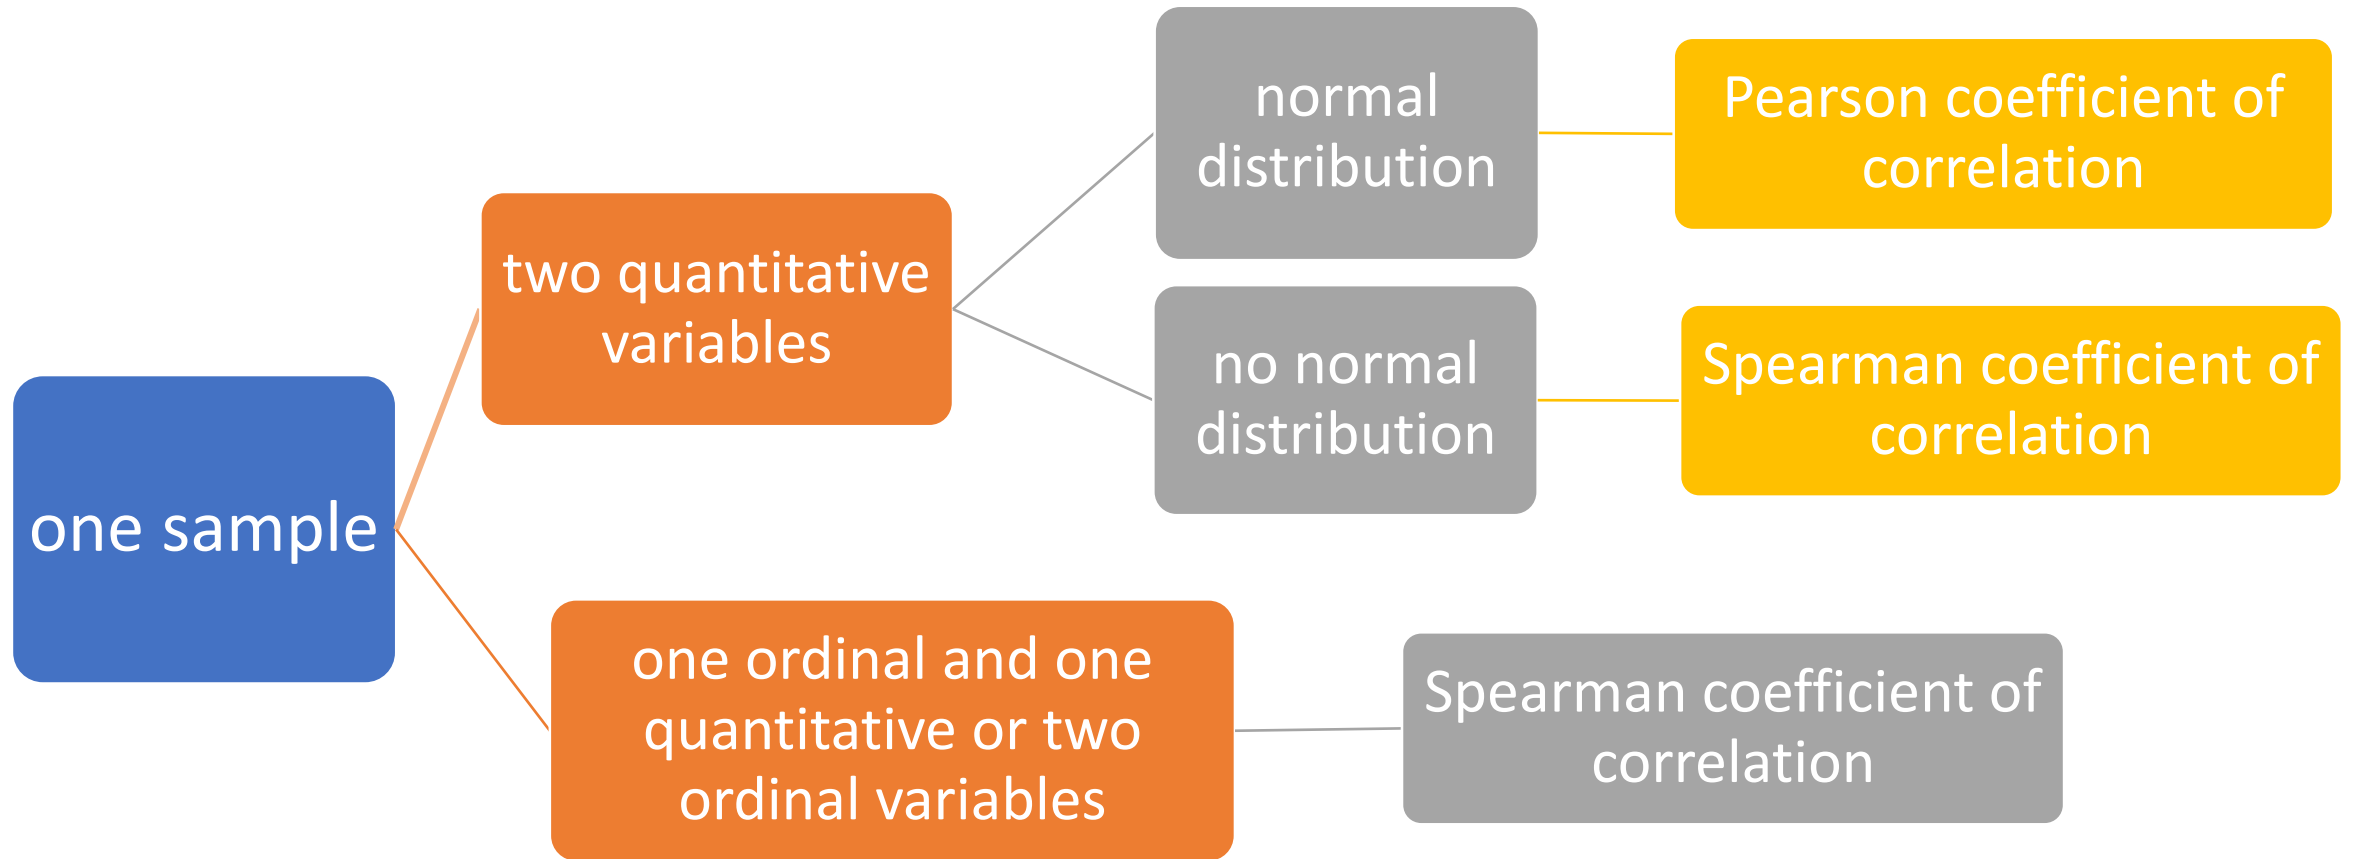 one sample
two quantitative
variables
normal
distribution
Pearson coefficient of
correlation
no normal
distribution
Spearman coefficient of
correlation
one ordinal and one
quantitative or two
ordinal variables
Spearman coefficient of
correlation